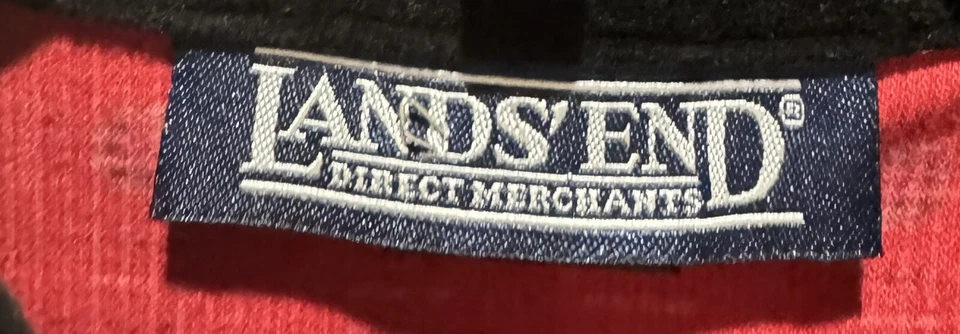 LANDS' END®
DIRECT MERCHANTS